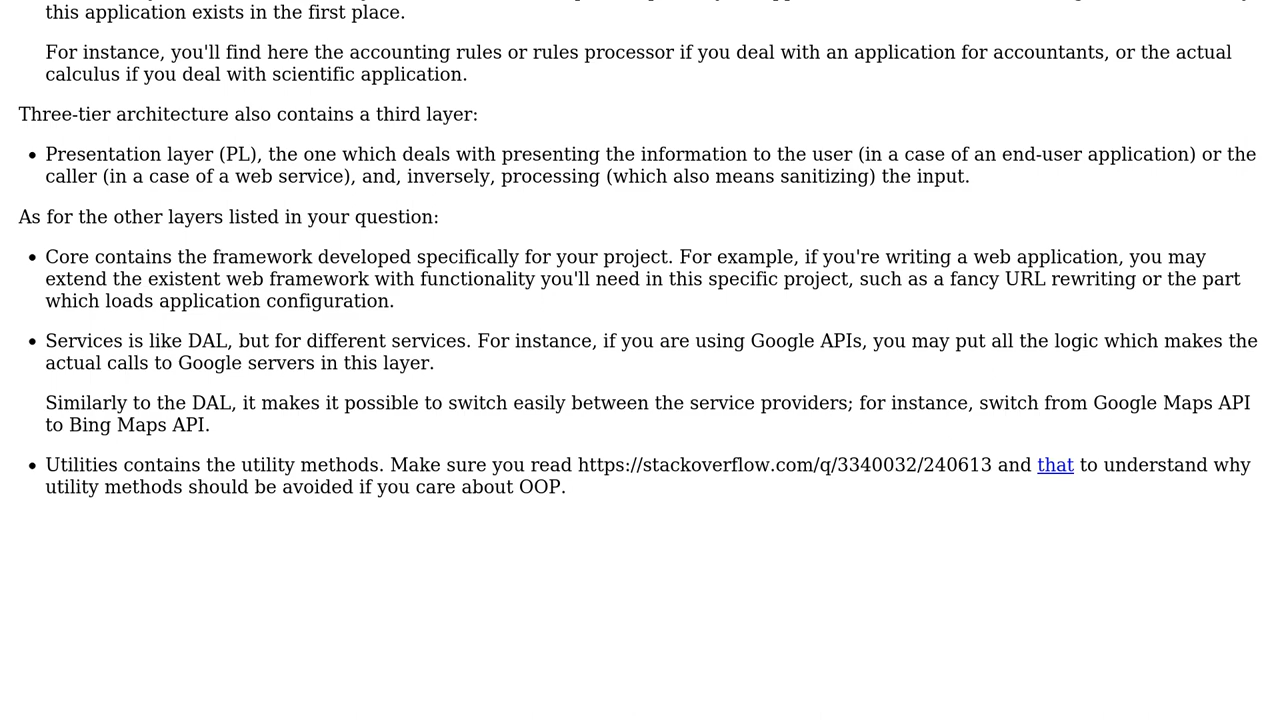 this application exists in the first place.
For instance, you'll find here the accounting rules or rules processor if you deal with an application for accountants, or the actual
calculus if you deal with scientific application.
Three-tier architecture also contains a third layer:
• Presentation layer (PL), the one which deals with presenting the information to the user (in a case of an end-user application) or the
caller (in a case of a web service), and, inversely, processing (which also means sanitizing) the input.
As for the other layers listed in your question:
• Core contains the framework developed specifically for your project. For example, if you're writing a web application, you may
extend the existent web framework with functionality you'll need in this specific project, such as a fancy URL rewriting or the part
which loads application configuration.
• Services is like DAL, but for different services. For instance, if you are using Google APIs, you may put all the logic which makes the
actual calls to Google servers in this layer.
Similarly to the DAL, it makes it possible to switch easily between the service providers; for instance, switch from Google Maps API
to Bing Maps API.
• Utilities contains the utility methods. Make sure you read https://stackoverflow.com/q/3340032/240613 and that to understand why
utility methods should be avoided if you care about OOP.